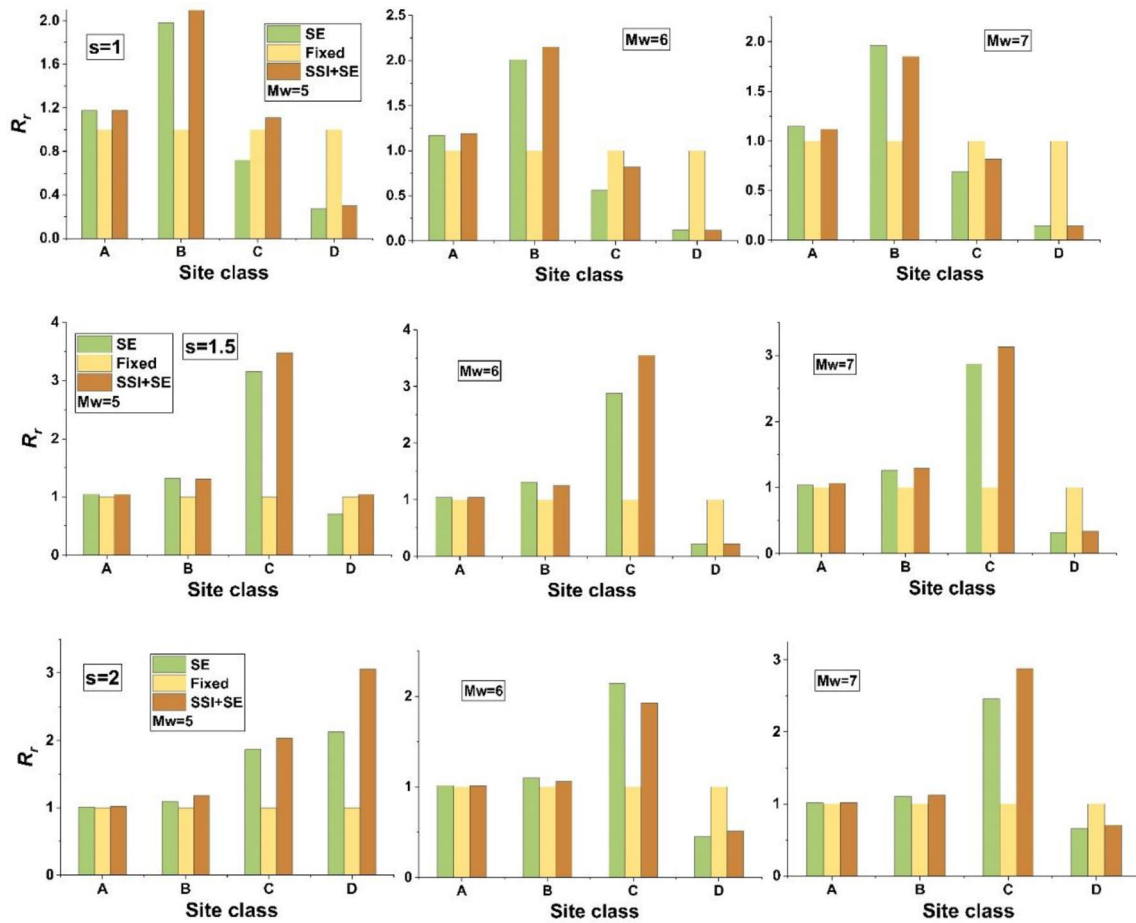 2.0
1.6
1.2
0.8
0.4
0.0
R_r
s=1
SE
Fixed
SSI+SE
Mw=5
A B C D
Site class
2.5
2.0
1.5
1.0
0.5
0.0
Mw=6
A B C D
Site class
2.0
1.5
1.0
0.5
0.0
Mw=7
A B C D
Site class
4
3
2
1
0
R_r
SE
Fixed
SSI+SE
Mw=5
s=1.5
A B C D
Site class
4
3
2
1
0
Mw=6
A B C D
Site class
3
2
1
0
Mw=7
A B C D
Site class
3
2
1
0
R_r
s=2
SE
Fixed
SSI+SE
Mw=5
A B C D
Site class
2
1
0
Mw=6
A B C D
Site class
3
2
1
0
Mw=7
A B C D
Site class